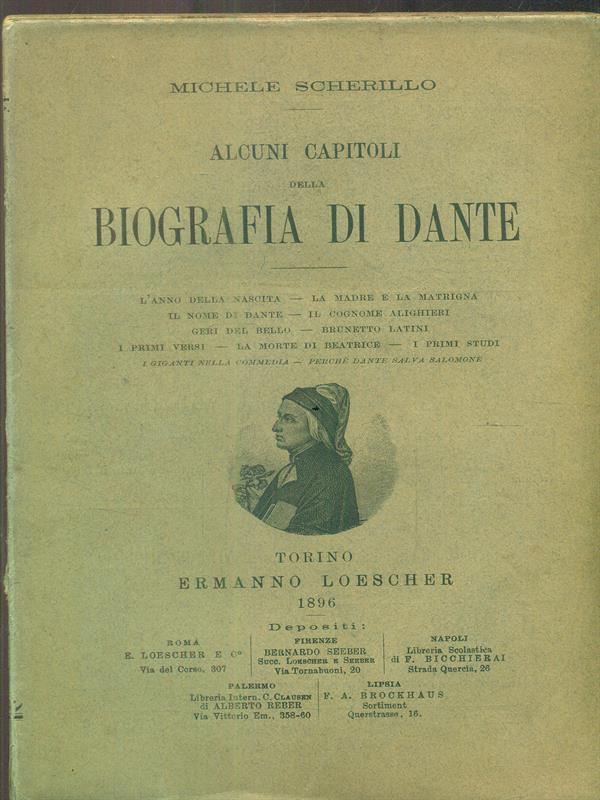 MICHELE SCHERILLO
ALCUNI CAPITOLI
DELLA
BIOGRAFIA DI DANTE
L'ANNO DELLA NASCITA — LA MADRE E LA MATRIGNA
IL NOME DI DANTE — IL COGNOME ALIGHIERI
GERI DEL BELLO — BRUNETTO LATINI
I PRIMI VERSI — LA MORTE DI BEATRICE — I PRIMI STUDI
I GIGANTI NELLA COMMEDIA — PERCHÈ DANTE SALVA SALOMONE
TORINO
ERMANNO LOESCHER
1896
Depositi:
ROMA
E. LOESCHER E Cº
Via del Corso, 307
FIRENZE
BERNARDO SEEBER
Succ. LOESCHER E SEEBER
Via Tornabuoni, 20
NAPOLI
Libreria Scolastica
di F. BICCHIERAI
Strada Quercia, 26
PALERMO
Libreria Intern. C. CLAUSEN
di ALBERTO REBER
Via Vittorio Em., 358-60
LIPSIA
F. A. BROCKHAUS
Sortiment
Querstrasse, 16.